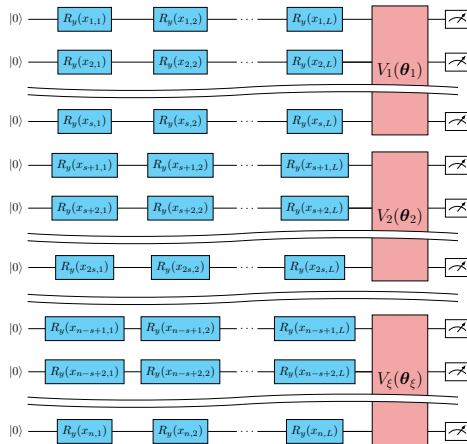 |0⟩ R_y(x_{1,1}) R_y(x_{1,2}) ··· R_y(x_{1,L})
|0⟩ R_y(x_{2,1}) R_y(x_{2,2}) ··· R_y(x_{2,L}) V_1(θ_1)
|0⟩ R_y(x_{s,1}) R_y(x_{s,2}) ··· R_y(x_{s,L})
|0⟩ R_y(x_{s+1,1}) R_y(x_{s+1,2}) ··· R_y(x_{s+1,L})
|0⟩ R_y(x_{s+2,1}) R_y(x_{s+2,2}) ··· R_y(x_{s+2,L}) V_2(θ_2)
|0⟩ R_y(x_{2s,1}) R_y(x_{2s,2}) ··· R_y(x_{2s,L})
|0⟩ R_y(x_{n−s+1,1}) R_y(x_{n−s+1,2}) ··· R_y(x_{n−s+1,L})
|0⟩ R_y(x_{n−s+2,1}) R_y(x_{n−s+2,2}) ··· R_y(x_{n−s+2,L}) V_ξ(θ_ξ)
|0⟩ R_y(x_{n,1}) R_y(x_{n,2}) ··· R_y(x_{n,L})